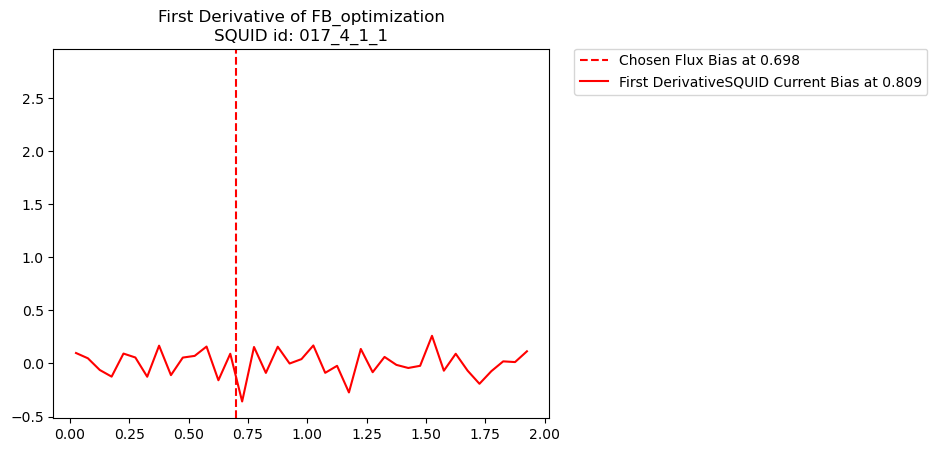 First Derivative of FB_optimization
SQUID id: 017_4_1_1
Chosen Flux Bias at 0.698
First DerivativeSQUID Current Bias at 0.809
2.5
2.0
1.5
1.0
0.5
0.0
−0.5
0.00 0.25 0.50 0.75 1.00 1.25 1.50 1.75 2.00